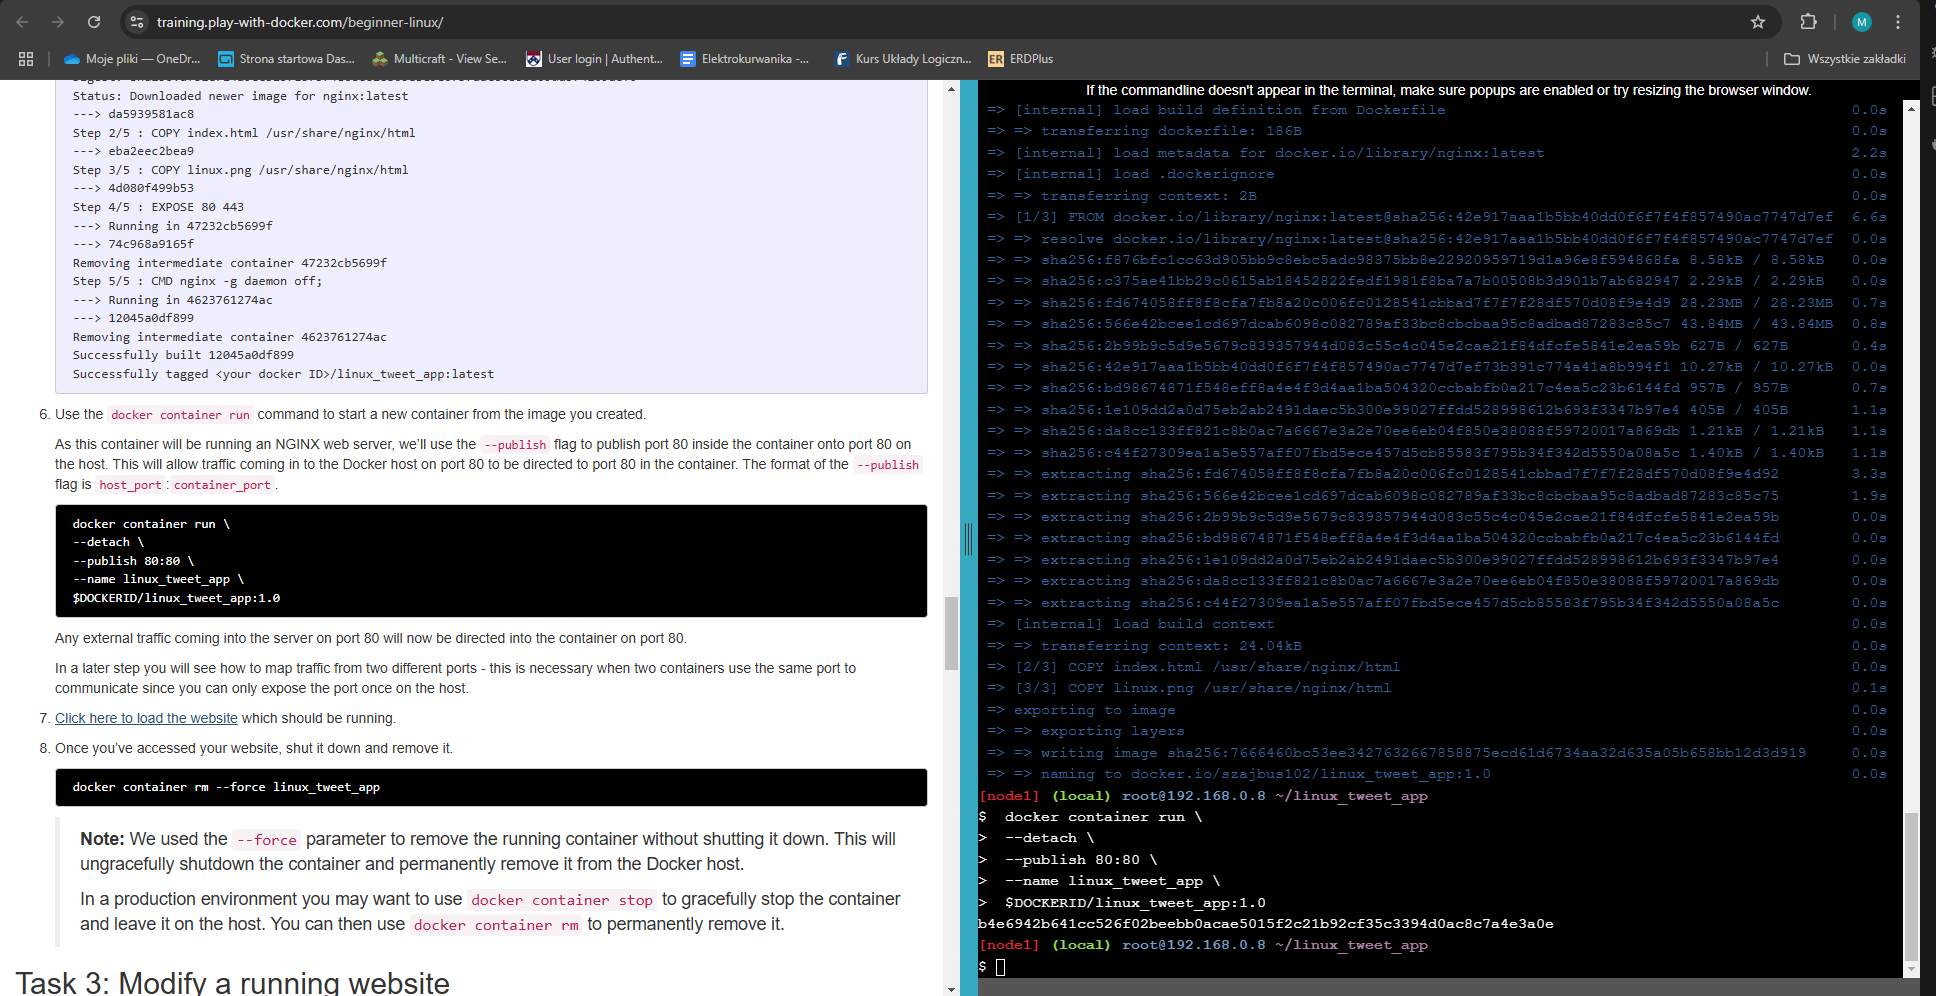 training.play-with-docker.com/beginner-linux/
M
Moje pliki — OneDr...
Strona startowa Das...
Multicraft - View Se...
User login | Authent...
Elektrokurwanika -...
Kurs Układy Logiczn...
ER ERDPlus
Wszystkie zakładki
Status: Downloaded newer image for nginx:latest
---> da5939581ac8
Step 2/5 : COPY index.html /usr/share/nginx/html
---> eba2eec2bea9
Step 3/5 : COPY linux.png /usr/share/nginx/html
---> 4d080f499b53
Step 4/5 : EXPOSE 80 443
---> Running in 47232cb5699f
---> 74c968a9165f
Removing intermediate container 47232cb5699f
Step 5/5 : CMD nginx -g daemon off;
---> Running in 4623761274ac
---> 12045a0df899
Removing intermediate container 4623761274ac
Successfully built 12045a0df899
Successfully tagged <your docker ID>/linux_tweet_app:latest
6. Use the docker container run command to start a new container from the image you created.
As this container will be running an NGINX web server, we'll use the --publish flag to publish port 80 inside the container onto port 80 on
the host. This will allow traffic coming in to the Docker host on port 80 to be directed to port 80 in the container. The format of the --publish
flag is host_port : container_port .
docker container run \
--detach \
--publish 80:80 \
--name linux_tweet_app \
$DOCKERID/linux_tweet_app:1.0
Any external traffic coming into the server on port 80 will now be directed into the container on port 80.
In a later step you will see how to map traffic from two different ports - this is necessary when two containers use the same port to
communicate since you can only expose the port once on the host.
7. Click here to load the website which should be running.
8. Once you've accessed your website, shut it down and remove it.
docker container rm --force linux_tweet_app
Note: We used the --force parameter to remove the running container without shutting it down. This will
ungracefully shutdown the container and permanently remove it from the Docker host.
In a production environment you may want to use docker container stop to gracefully stop the container
and leave it on the host. You can then use docker container rm to permanently remove it.
Task 3: Modify a running website
If the commandline doesn't appear in the terminal, make sure popups are enabled or try resizing the browser window.
=> [internal] load build definition from Dockerfile 0.0s
=> => transferring dockerfile: 186B 0.0s
=> [internal] load metadata for docker.io/library/nginx:latest 2.2s
=> [internal] load .dockerignore 0.0s
=> => transferring context: 2B 0.0s
=> [1/3] FROM docker.io/library/nginx:latest@sha256:42e917aaa1b5bb40dd0f6f7f4f857490ac7747d7ef 6.6s
=> => resolve docker.io/library/nginx:latest@sha256:42e917aaa1b5bb40dd0f6f7f4f857490ac7747d7ef 0.0s
=> => sha256:f876bfc1cc63d905bb9c8ebc5adc98375bb8e22920959719d1a96e8f594868fa 8.58kB / 8.58kB 0.0s
=> => sha256:c375ae41bb29c0615ab18452822fedf1981f8ba7a7b00508b3d901b7ab682947 2.29kB / 2.29kB 0.0s
=> => sha256:fd674058ff8f8cfa7fb8a20c006fc0128541cbbad7f7f7f28df570d08f9e4d9 28.23MB / 28.23MB 0.7s
=> => sha256:566e42bcee1cd697dcab6098c082789af33bc8cbcbaa95c8adbad87283c85c7 43.84MB / 43.84MB 0.8s
=> => sha256:2b99b9c5d9e5679c839357944d083c55c4c045e2cae21f84dfcfe5841e2ea59b 627B / 627B 0.4s
=> => sha256:42e917aaa1b5bb40dd0f6f7f4f857490ac7747d7ef73b391c774a41a8b994f1 10.27kB / 10.27kB 0.0s
=> => sha256:bd98674871f548eff8a4e4f3d4aa1ba504320ccbabfb0a217c4ea5c23b6144fd 957B / 957B 0.7s
=> => sha256:1e109dd2a0d75eb2ab2491daec5b300e99027ffdd528998612b693f3347b97e4 405B / 405B 1.1s
=> => sha256:da8cc133ff821c8b0ac7a6667e3a2e70ee6eb04f850e38088f59720017a869db 1.21kB / 1.21kB 1.1s
=> => sha256:c44f27309ea1a5e557aff07fbd5ece457d5cb85583f795b34f342d5550a08a5c 1.40kB / 1.40kB 1.1s
=> => extracting sha256:fd674058ff8f8cfa7fb8a20c006fc0128541cbbad7f7f7f28df570d08f9e4d92 3.3s
=> => extracting sha256:566e42bcee1cd697dcab6098c082789af33bc8cbcbaa95c8adbad87283c85c75 1.9s
=> => extracting sha256:2b99b9c5d9e5679c839357944d083c55c4c045e2cae21f84dfcfe5841e2ea59b 0.0s
=> => extracting sha256:bd98674871f548eff8a4e4f3d4aa1ba504320ccbabfb0a217c4ea5c23b6144fd 0.0s
=> => extracting sha256:1e109dd2a0d75eb2ab2491daec5b300e99027ffdd528998612b693f3347b97e4 0.0s
=> => extracting sha256:da8cc133ff821c8b0ac7a6667e3a2e70ee6eb04f850e38088f59720017a869db 0.0s
=> => extracting sha256:c44f27309ea1a5e557aff07fbd5ece457d5cb85583f795b34f342d5550a08a5c 0.0s
=> [internal] load build context 0.0s
=> => transferring context: 24.04kB 0.0s
=> [2/3] COPY index.html /usr/share/nginx/html 0.0s
=> [3/3] COPY linux.png /usr/share/nginx/html 0.1s
=> exporting to image 0.0s
=> => exporting layers 0.0s
=> => writing image sha256:7666460bc53ee3427632667858875ecd61d6734aa32d635a05b658bb12d3d919 0.0s
=> => naming to docker.io/szajbus102/linux_tweet_app:1.0 0.0s
[node1] (local) root@192.168.0.8 ~/linux_tweet_app
$ docker container run \
> --detach \
> --publish 80:80 \
> --name linux_tweet_app \
> $DOCKERID/linux_tweet_app:1.0
b4e6942b641cc526f02beebb0acae5015f2c21b92cf35c3394d0ac8c7a4e3a0e
[node1] (local) root@192.168.0.8 ~/linux_tweet_app
$